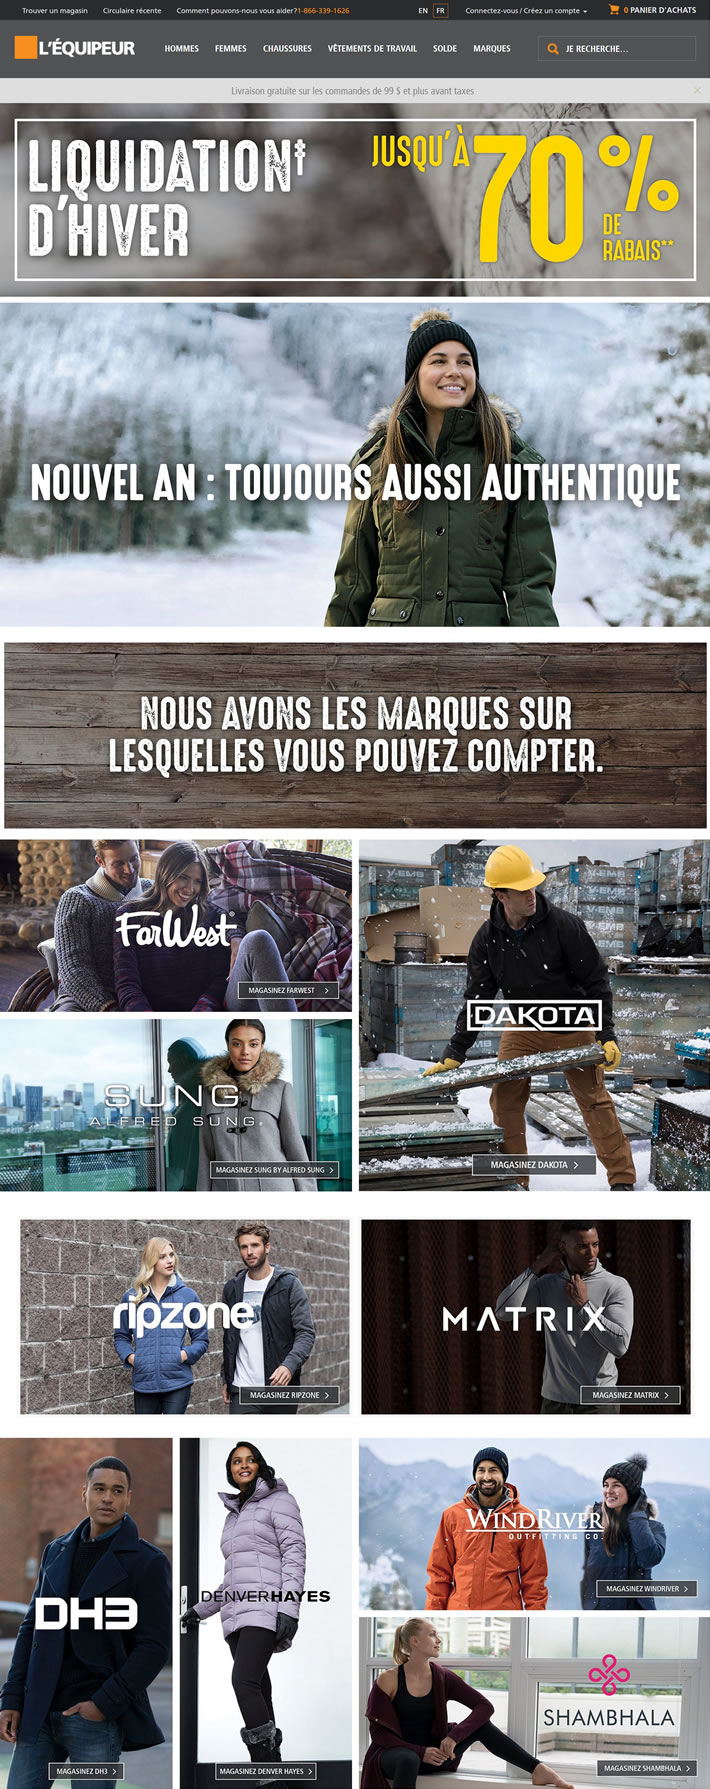 Trouver un magasin Circulaire récente Comment pouvons-nous vous aider?1-866-339-1626 EN FR Connectez-vous / Créez un compte 0 PANIER D'ACHATS
L'ÉQUIPEUR HOMMES FEMMES CHAUSSURES VÊTEMENTS DE TRAVAIL SOLDE MARQUES JE RECHERCHE...
Livraison gratuite sur les commandes de 99 $ et plus avant taxes ×
LIQUIDATION‡
D'HIVER
JUSQU'À 70%
DE
RABAIS**
NOUVEL AN : TOUJOURS AUSSI AUTHENTIQUE
NOUS AVONS LES MARQUES SUR
LESQUELLES VOUS POUVEZ COMPTER.
FarWest®
MAGASINEZ FARWEST >
SUNG
ALFRED SUNG®
MAGASINEZ SUNG BY ALFRED SUNG >
V-EMB
DAKOTA
MAGASINEZ DAKOTA >
ripzone
MAGASINEZ RIPZONE >
MATRIX
MAGASINEZ MATRIX >
DH3
MAGASINEZ DH3 >
DENVERHAYES
MAGASINEZ DENVER HAYES >
WINDRIVER
OUTFITTING CO.
MAGASINEZ WINDRIVER >
SHAMBHALA
MAGASINEZ SHAMBHALA >